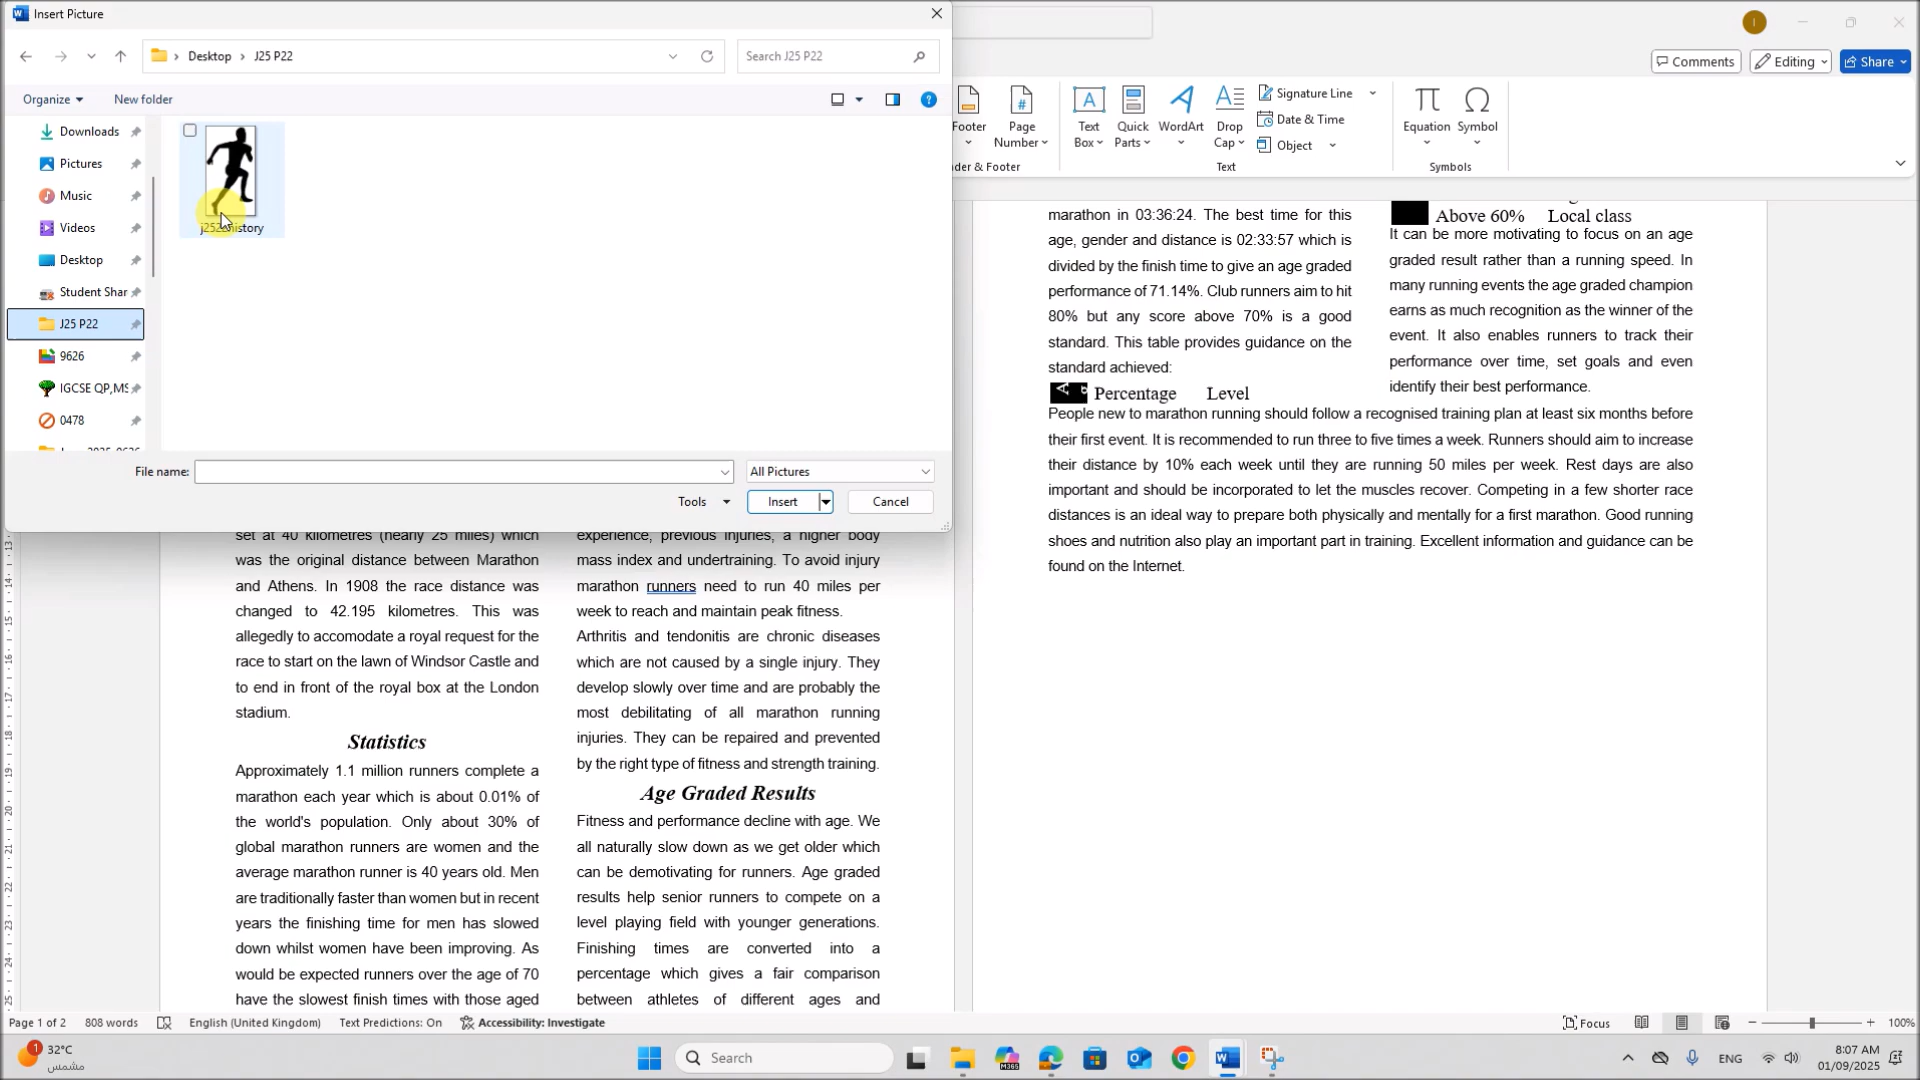 Insert Picture
Desktop › J25 P22
Search J25 P22
Organize
New folder
Downloads
Pictures
Music
Videos
Desktop
Student Shar
J25 P22
9626
IGCSE QP,MS
0478
File name:
All Pictures
Tools
Insert
Cancel
Comments
Editing
Share
Footer
Page Number
Text Box
Quick Parts
WordArt
Drop Cap
Signature Line
Date & Time
Object
Equation
Symbol
der & Footer
Text
Symbols
set at 40 kilometres (nearly 25 miles) which
was the original distance between Marathon
and Athens. In 1908 the race distance was
changed to 42.195 kilometres. This was
allegedly to accomodate a royal request for the
race to start on the lawn of Windsor Castle and
to end in front of the royal box at the London
stadium.
Statistics
Approximately 1.1 million runners complete a
marathon each year which is about 0.01% of
the world's population. Only about 30% of
global marathon runners are women and the
average marathon runner is 40 years old. Men
are traditionally faster than women but in recent
years the finishing time for men has slowed
down whilst women have been improving. As
would be expected runners over the age of 70
have the slowest finish times with those aged
experience, previous injuries, a higher body
mass index and undertraining. To avoid injury
marathon runners need to run 40 miles per
week to reach and maintain peak fitness.
Arthritis and tendonitis are chronic diseases
which are not caused by a single injury. They
develop slowly over time and are probably the
most debilitating of all marathon running
injuries. They can be repaired and prevented
by the right type of fitness and strength training.
Age Graded Results
Fitness and performance decline with age. We
all naturally slow down as we get older which
can be demotivating for runners. Age graded
results help senior runners to compete on a
level playing field with younger generations.
Finishing times are converted into a
percentage which gives a fair comparison
between athletes of different ages and
marathon in 03:36:24. The best time for this
age, gender and distance is 02:33:57 which is
divided by the finish time to give an age graded
performance of 71.14%. Club runners aim to hit
80% but any score above 70% is a good
standard. This table provides guidance on the
standard achieved:
Percentage Level
Above 60% Local class
It can be more motivating to focus on an age
graded result rather than a running speed. In
many running events the age graded champion
earns as much recognition as the winner of the
event. It also enables runners to track their
performance over time, set goals and even
identify their best performance.
People new to marathon running should follow a recognised training plan at least six months before
their first event. It is recommended to run three to five times a week. Runners should aim to increase
their distance by 10% each week until they are running 50 miles per week. Rest days are also
important and should be incorporated to let the muscles recover. Competing in a few shorter race
distances is an ideal way to prepare both physically and mentally for a first marathon. Good running
shoes and nutrition also play an important part in training. Excellent information and guidance can be
found on the Internet.
Page 1 of 2
808 words
English (United Kingdom)
Text Predictions: On
Accessibility: Investigate
Focus
100%
1
32°C
مشمس
Search
ENG
8:07 AM
01/09/2025